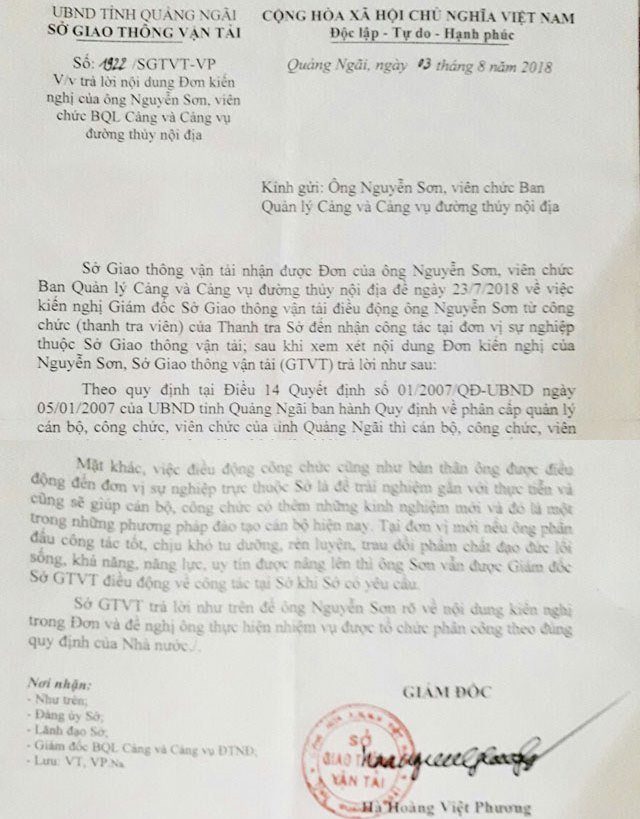 UBND TỈNH QUẢNG NGÃI
SỞ GIAO THÔNG VẬN TẢI
CỘNG HÒA XÃ HỘI CHỦ NGHĨA VIỆT NAM
Độc lập - Tự do - Hạnh phúc
Số: 1922 /SGTVT-VP
V/v trả lời nội dung Đơn kiến
nghị của ông Nguyễn Sơn, viên
chức BQL Cảng và Cảng vụ
đường thủy nội địa
Quảng Ngãi, ngày 03 tháng 8 năm 2018
Kính gửi: Ông Nguyễn Sơn, viên chức Ban
Quản lý Cảng và Cảng vụ đường thủy nội địa
Sở Giao thông vận tải nhận được Đơn của ông Nguyễn Sơn, viên chức
Ban Quản lý Cảng và Cảng vụ đường thủy nội địa đề ngày 23/7/2018 về việc
kiến nghị Giám đốc Sở Giao thông vận tải điều động ông Nguyễn Sơn từ công
chức (thanh tra viên) của Thanh tra Sở đến nhận công tác tại đơn vị sự nghiệp
thuộc Sở Giao thông vận tải; sau khi xem xét nội dung Đơn kiến nghị của
Nguyễn Sơn, Sở Giao thông vận tải (GTVT) trả lời như sau:
Theo quy định tại Điều 14 Quyết định số 01/2007/QĐ-UBND ngày
05/01/2007 của UBND tỉnh Quảng Ngãi ban hành Quy định về phân cấp quản lý
cán bộ, công chức, viên chức của tỉnh Quảng Ngãi thì cán bộ, công chức, viên
Mặt khác, việc điều động công chức cũng như bản thân ông được điều
động đến đơn vị sự nghiệp trực thuộc Sở là để trải nghiệm gắn với thực tiễn và
cũng sẽ giúp cán bộ, công chức có thêm những kinh nghiệm mới và đó là một
trong những phương pháp đào tạo cán bộ hiện nay. Tại đơn vị mới nếu ông phấn
đấu công tác tốt, chịu khó tu dưỡng, rèn luyện, trau dồi phẩm chất đạo đức lối
sống, khả năng, năng lực, uy tín được nâng lên thì ông Sơn vẫn được Giám đốc
Sở GTVT điều động về công tác tại Sở khi Sở có yêu cầu.
Sở GTVT trả lời như trên để ông Nguyễn Sơn rõ về nội dung kiến nghị
trong Đơn và đề nghị ông thực hiện nhiệm vụ được tổ chức phân công theo đúng
quy định của Nhà nước./.
Nơi nhận:
- Như trên;
- Đảng ủy Sở;
- Lãnh đạo Sở;
- Giám đốc BQL Cảng và Cảng vụ ĐTNĐ;
- Lưu: VT, VP.Na
GIÁM ĐỐC
SỞ
GIAO THÔNG
VẬN TẢI
Hà Hoàng Việt Phương